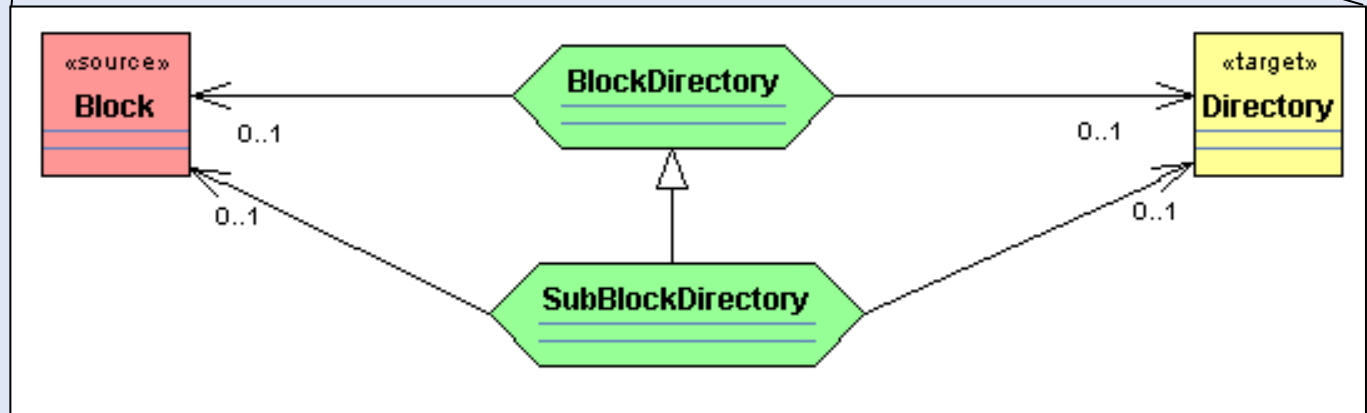 «source»
Block
BlockDirectory
«target»
Directory
0..1
0..1
0..1
0..1
SubBlockDirectory